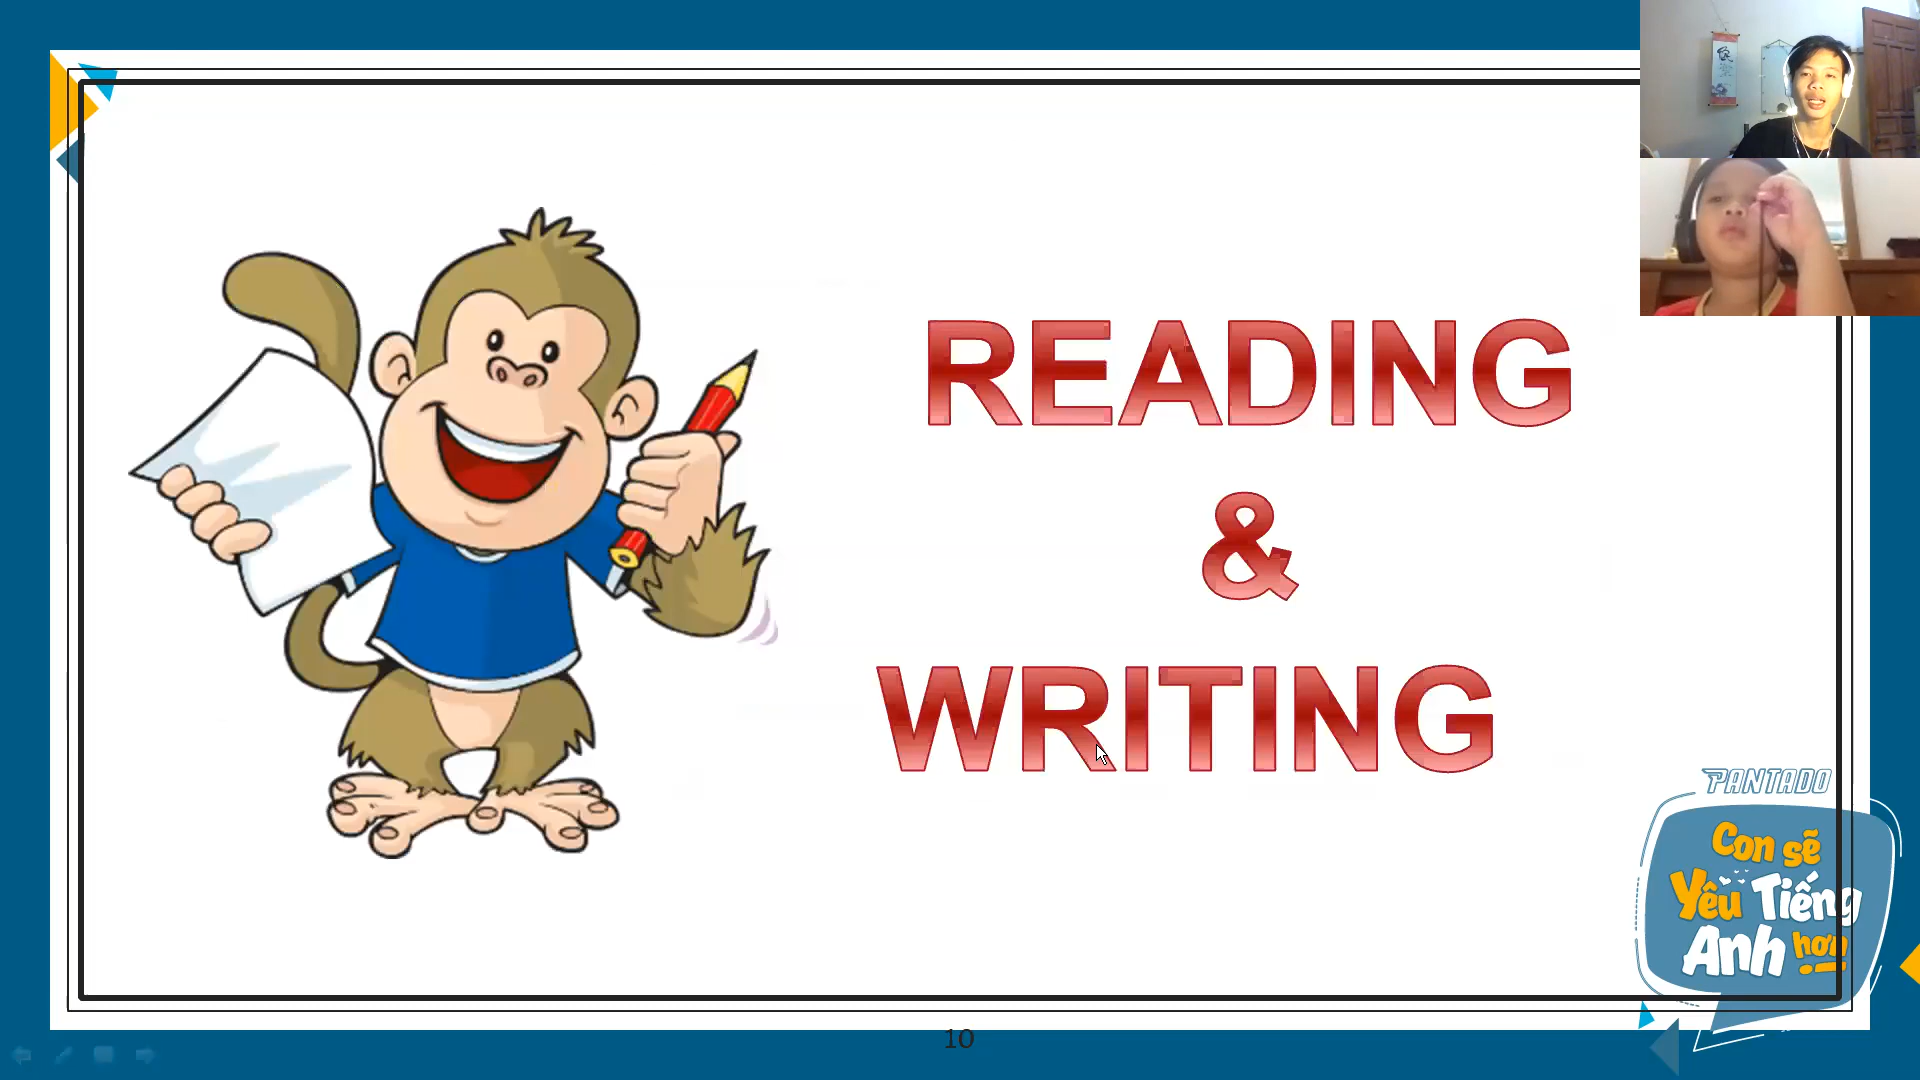 READING
&
WRITING
PANTADO
Con sẽ
Yêu Tiếng
Anh hơn
10